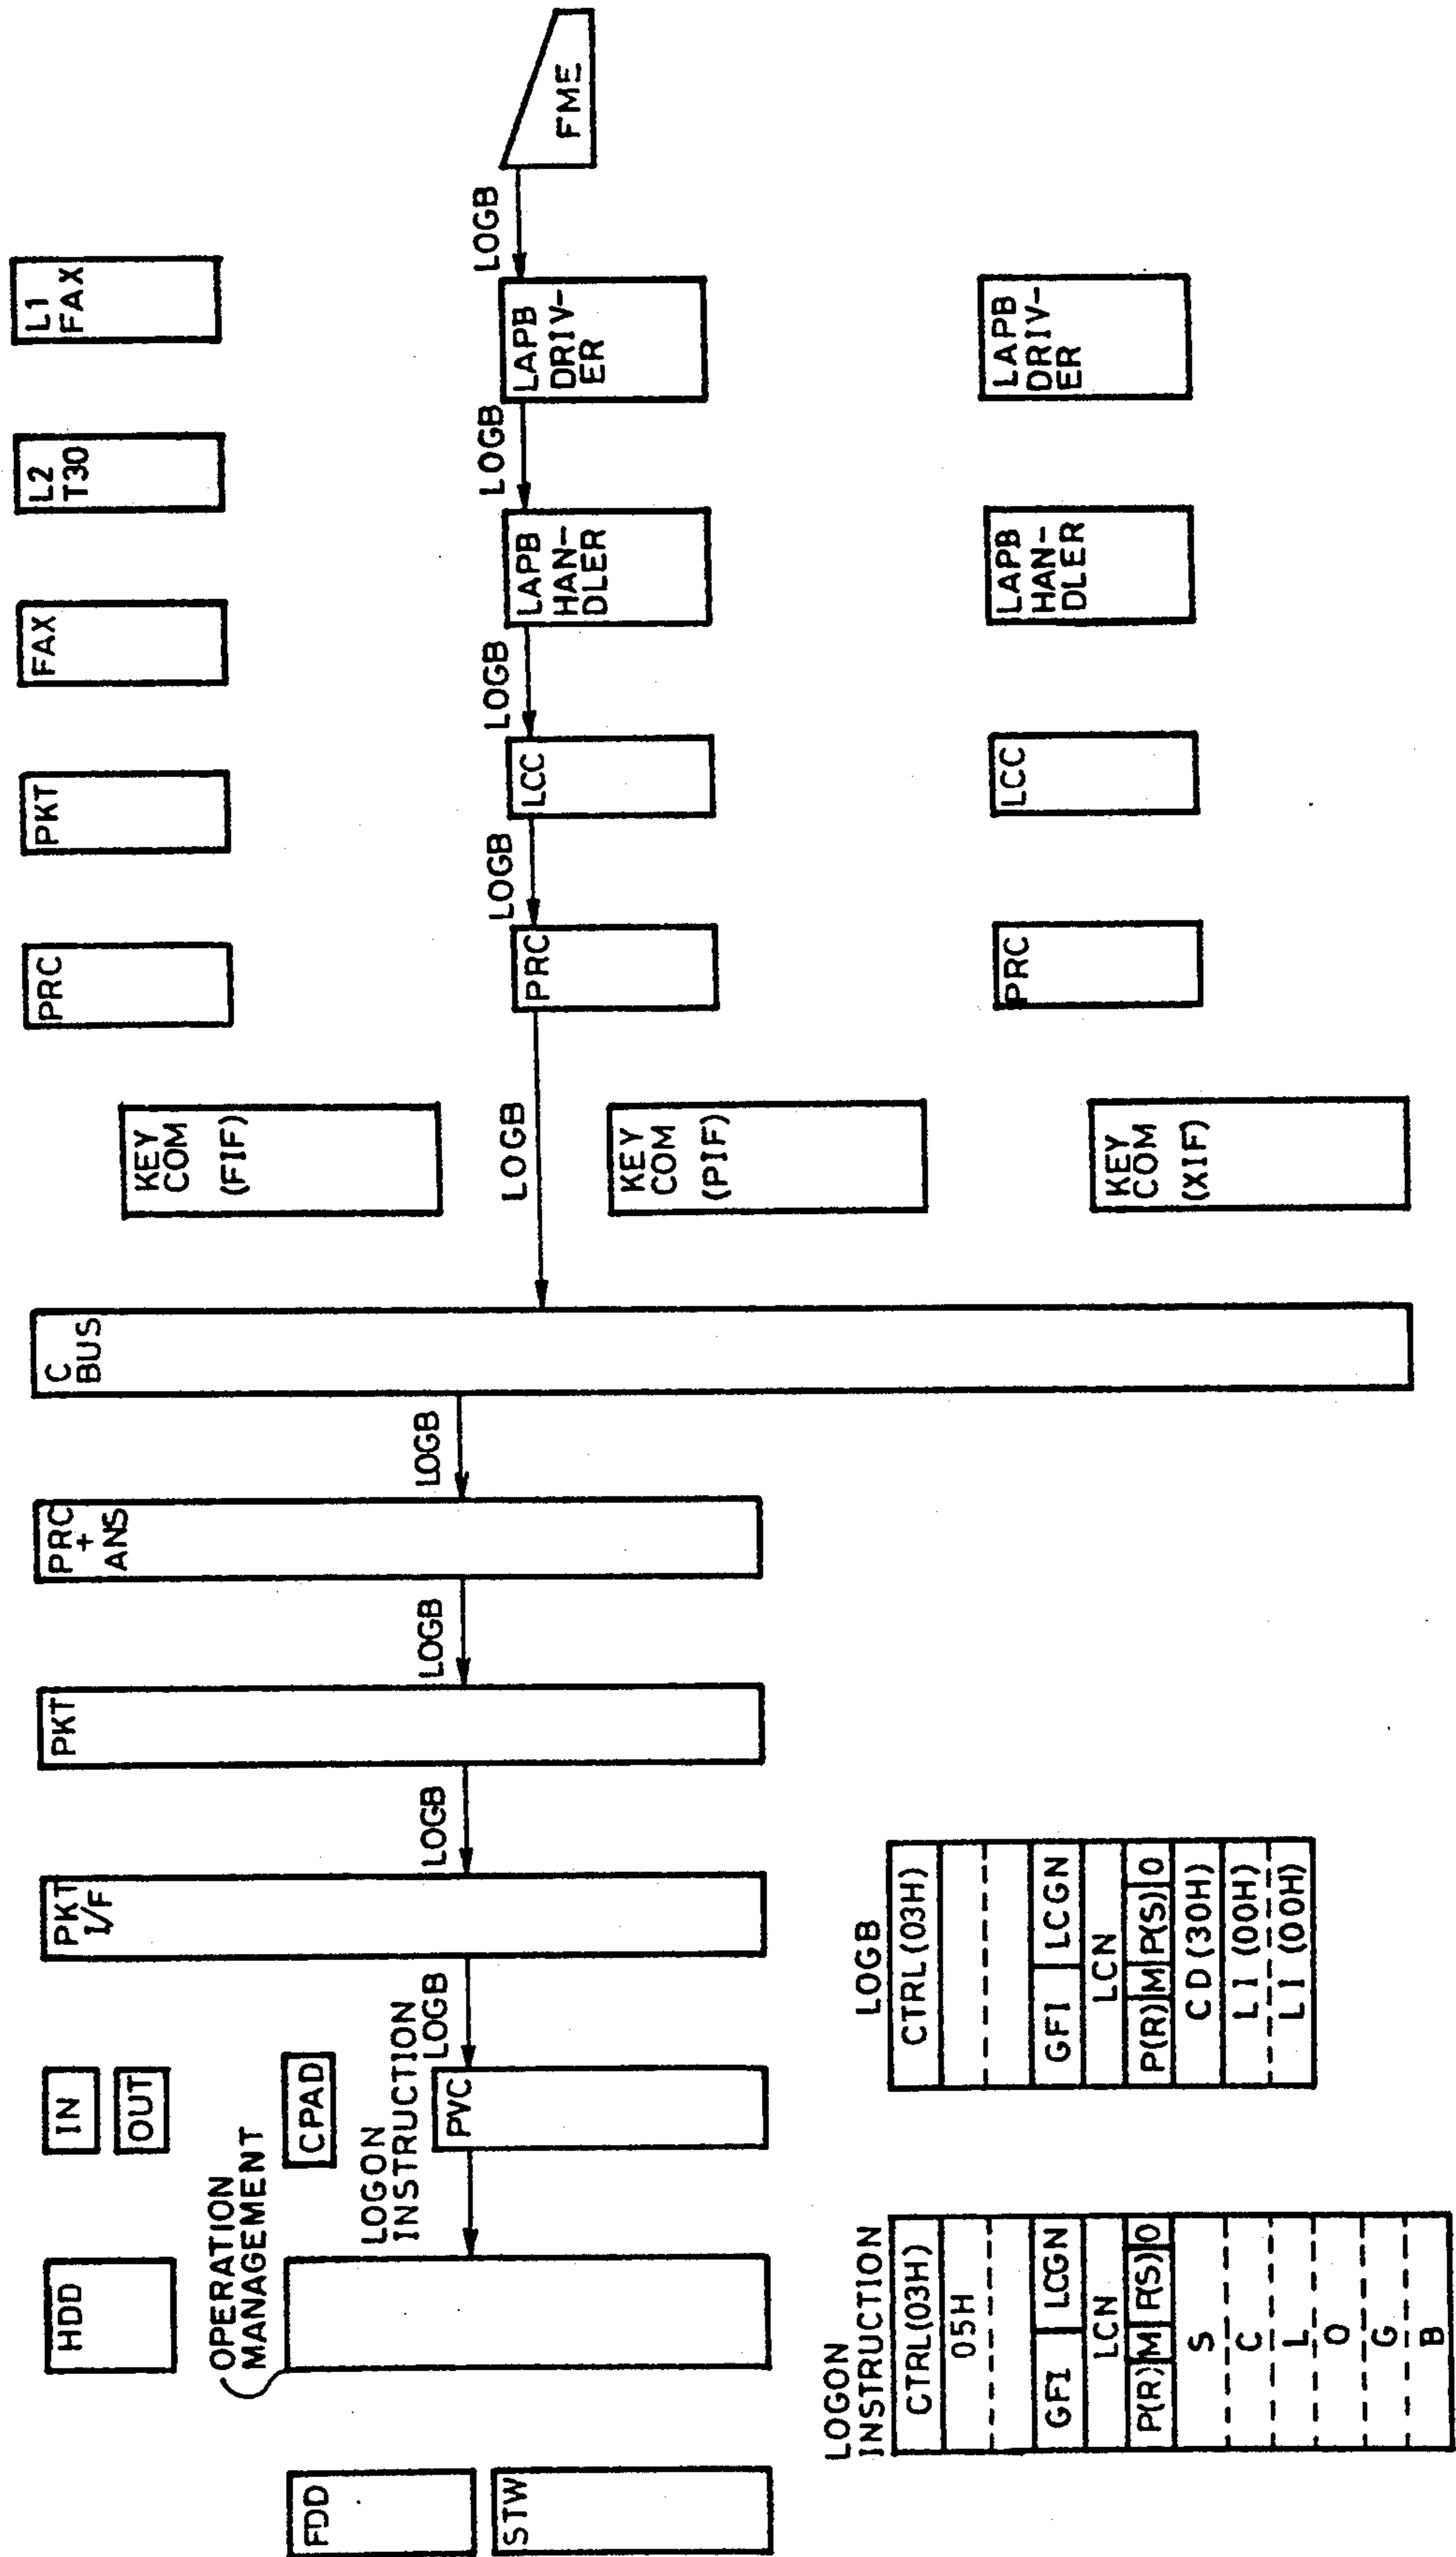 FDD
STW
HDD
OPERATION
MANAGEMENT
IN
OUT
CPAD
LOGON
INSTRUCTION
PVC
LOGB
PKT
I/F
LOGB
PKT
LOGB
PRC
+
ANS
LOGB
C
BUS
LOGB
KEY
COM
(FIF)
KEY
COM
(PIF)
KEY
COM
(XIF)
PRC
PKT
FAX
L2
T30
L1
FAX
PRC
LOGB
LCC
LOGB
LAPB
HAN-
DLER
LOGB
LAPB
DRIV-
ER
LOGB
FME
PRC
LCC
LAPB
HAN-
DLER
LAPB
DRIV-
ER
LOGON
INSTRUCTION
CTRL(03H)
05H
GFI LCGN
LCN
P(R) M P(S) 0
S
C
L
O
G
B
LOGB
CTRL(03H)
GFI LCGN
LCN
P(R) M P(S) 0
CD(30H)
LI(00H)
LI(00H)